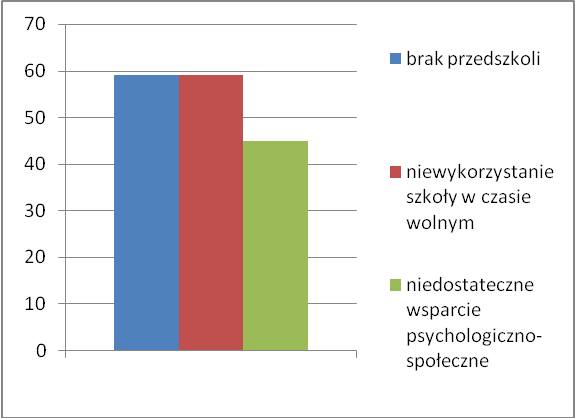 70
60
50
40
30
20
10
0
brak przedszkoli
niewykorzystanie
szkoły w czasie
wolnym
niedostateczne
wsparcie
psychologiczno-
społeczne